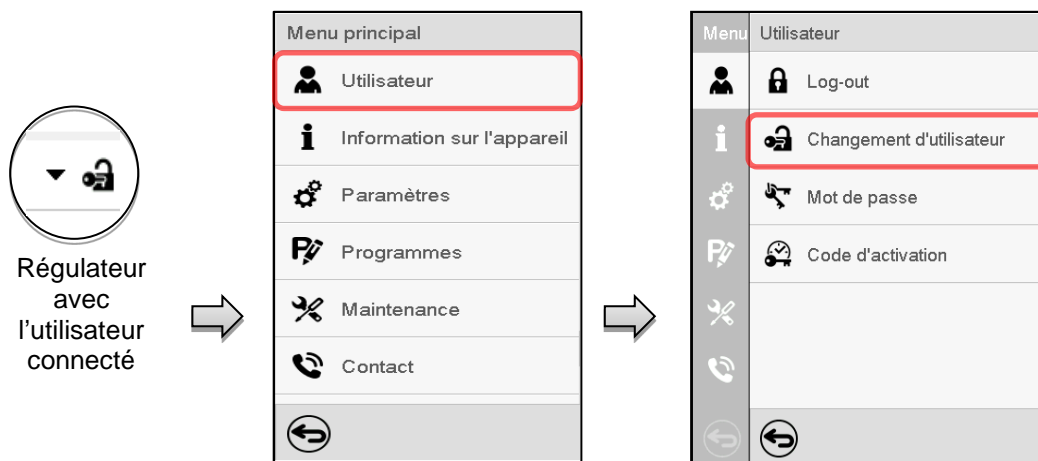 Régulateur
avec
l'utilisateur
connecté
Menu principal
Utilisateur
Information sur l'appareil
Paramètres
Programmes
Maintenance
Contact
Menu
Utilisateur
Log-out
Changement d'utilisateur
Mot de passe
Code d'activation